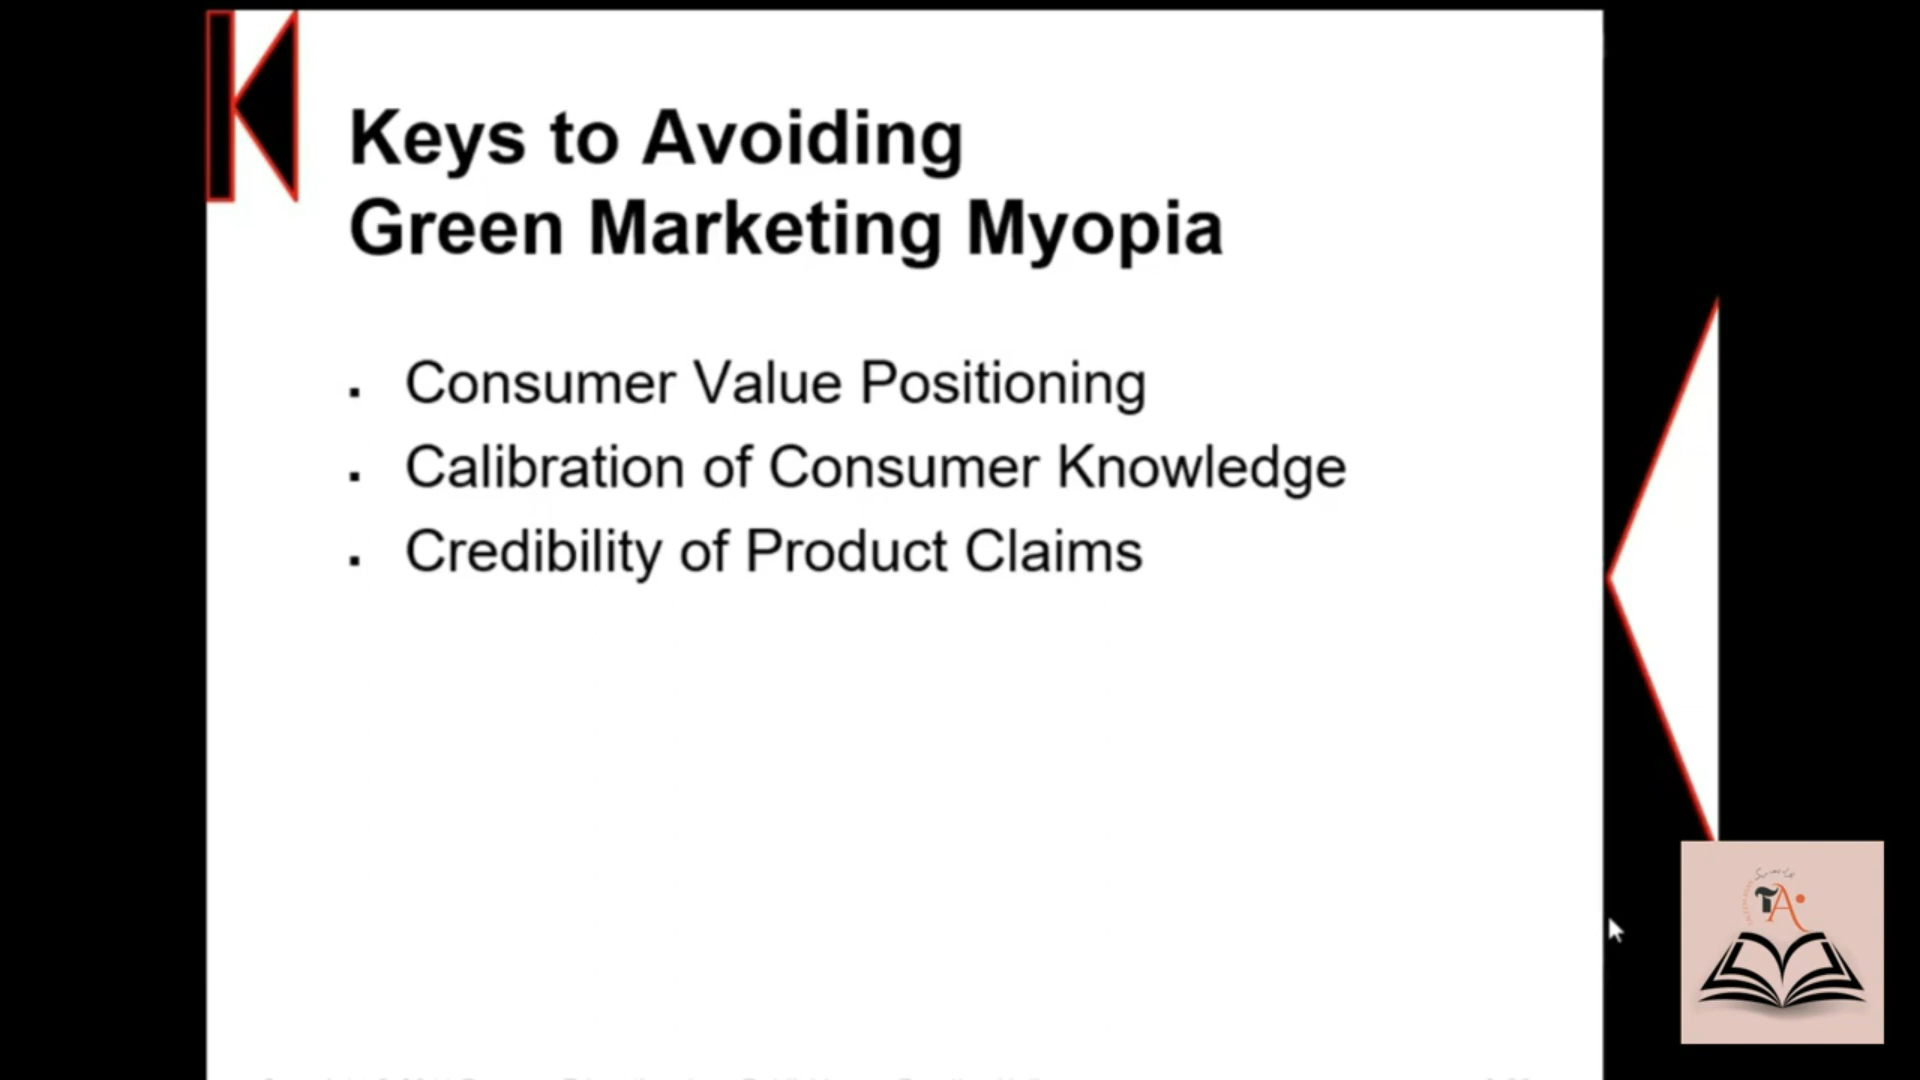 Keys to Avoiding
Green Marketing Myopia
▪ Consumer Value Positioning
▪ Calibration of Consumer Knowledge
▪ Credibility of Product Claims